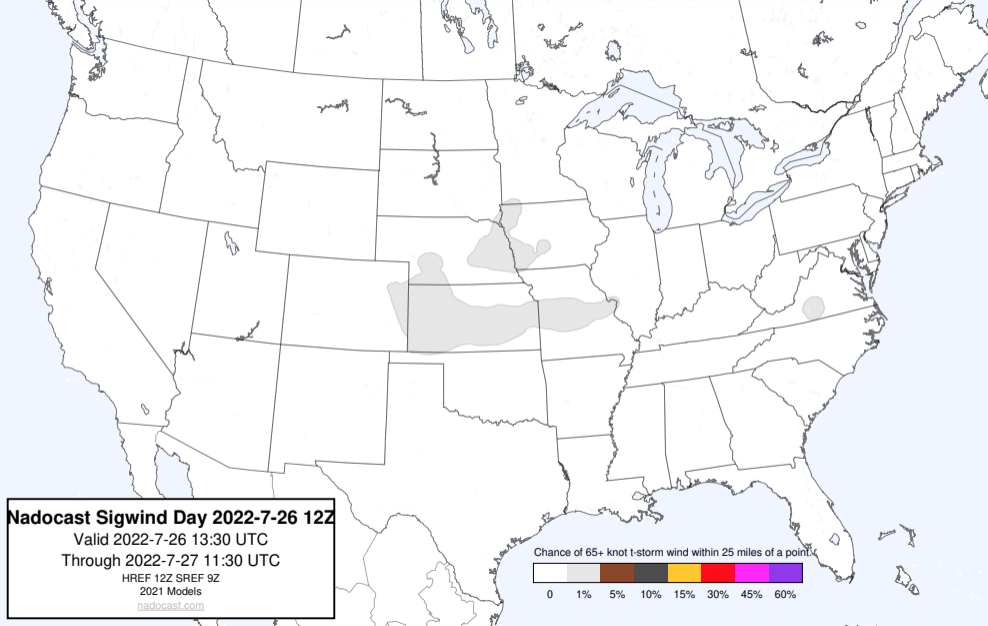 Nadocast Sigwind Day 2022-7-26 12Z
Valid 2022-7-26 13:30 UTC
Through 2022-7-27 11:30 UTC
HREF 12Z SREF 9Z
2021 Models
nadocast.com
Chance of 65+ knot t-storm wind within 25 miles of a point.
0 1% 5% 10% 15% 30% 45% 60%